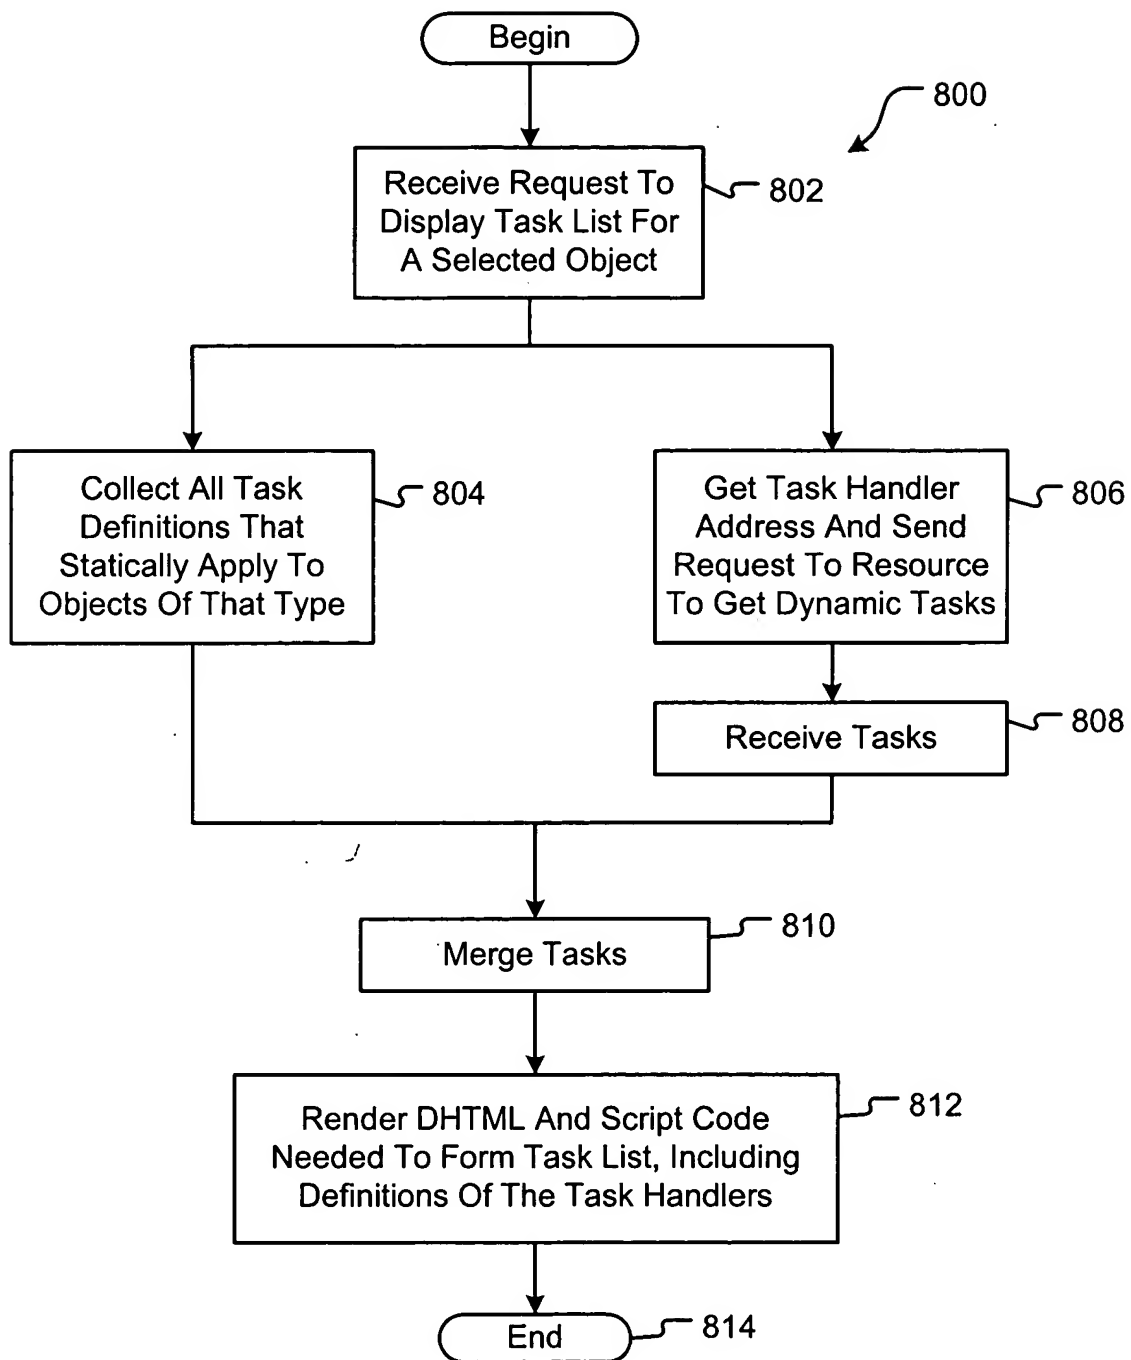 Begin
800
Receive Request To
Display Task List For
A Selected Object
802
Collect All Task
Definitions That
Statically Apply To
Objects Of That Type
804
Get Task Handler
Address And Send
Request To Resource
To Get Dynamic Tasks
806
Receive Tasks
808
Merge Tasks
810
Render DHTML And Script Code
Needed To Form Task List, Including
Definitions Of The Task Handlers
812
End
814